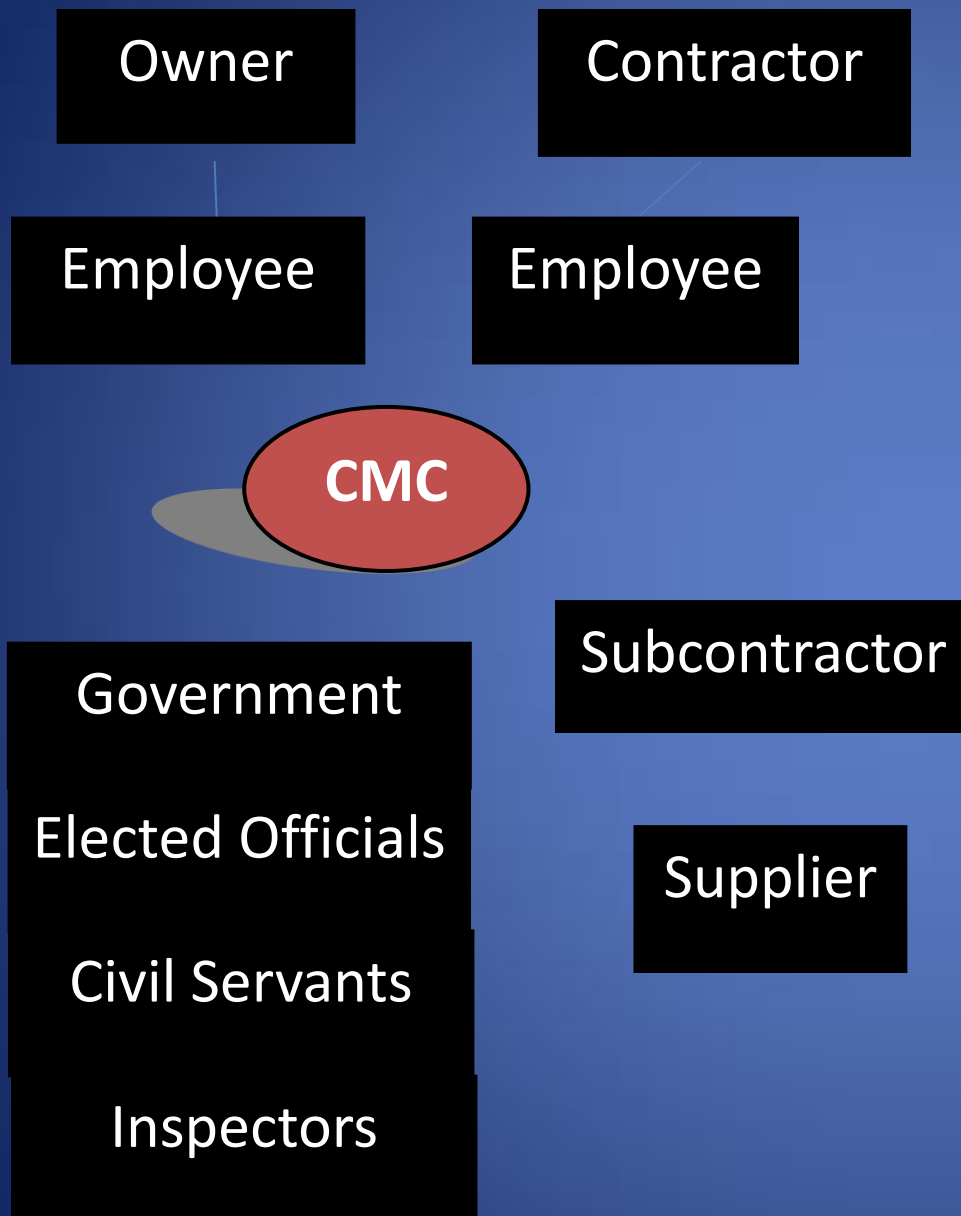 Owner
Contractor
Employee
Employee
CMC
Subcontractor
Government
Elected Officials
Supplier
Civil Servants
Inspectors